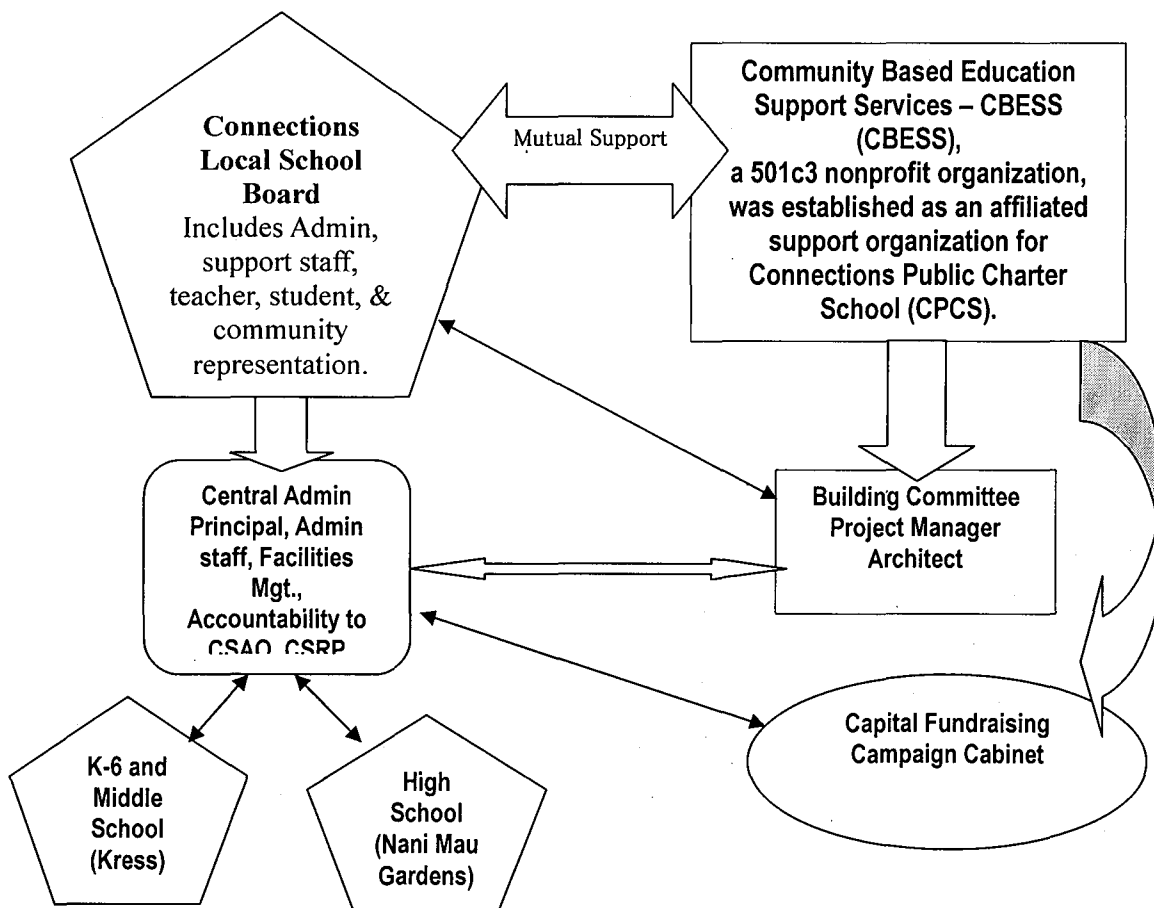 Connections
Local School
Board
Includes Admin,
support staff,
teacher, student, &
community
representation.
Mutual Support
Community Based Education
Support Services – CBESS
(CBESS),
a 501c3 nonprofit organization,
was established as an affiliated
support organization for
Connections Public Charter
School (CPCS).
Central Admin
Principal, Admin
staff, Facilities
Mgt.,
Accountability to
CSAO, CSRP
Building Committee
Project Manager
Architect
Capital Fundraising
Campaign Cabinet
K-6 and
Middle
School
(Kress)
High
School
(Nani Mau
Gardens)